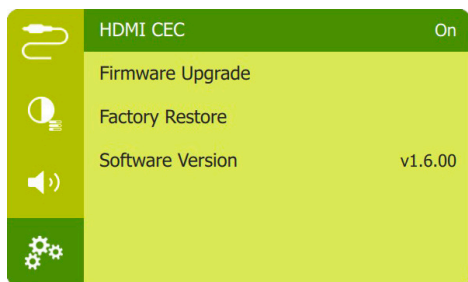 HDMI CEC On
Firmware Upgrade
Factory Restore
Software Version v1.6.00